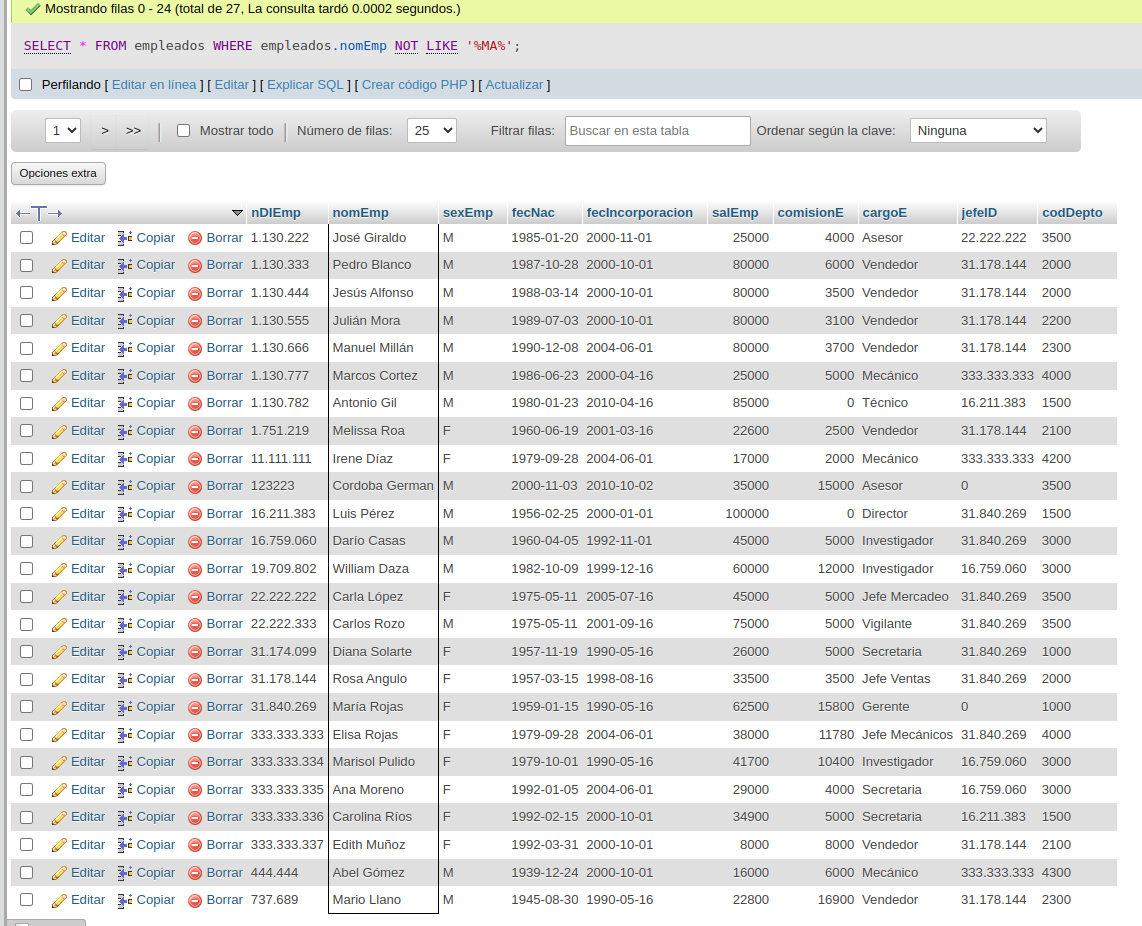 Mostrando filas 0 - 24 (total de 27, La consulta tardó 0.0002 segundos.)
SELECT * FROM empleados WHERE empleados.nomEmp NOT LIKE '%MA%';
Perfilando [ Editar en línea ] [ Editar ] [ Explicar SQL ] [ Crear código PHP ] [ Actualizar ]
1 > >> | Mostrar todo | Número de filas: 25 Filtrar filas: Buscar en esta tabla Ordenar según la clave: Ninguna
Opciones extra
←T→ nDIEmp nomEmp sexEmp fecNac fecIncorporacion salEmp comisionE cargoE jefeID codDepto
Editar Copiar Borrar 1.130.222 José Giraldo M 1985-01-20 2000-11-01 25000 4000 Asesor 22.222.222 3500
Editar Copiar Borrar 1.130.333 Pedro Blanco M 1987-10-28 2000-10-01 80000 6000 Vendedor 31.178.144 2000
Editar Copiar Borrar 1.130.444 Jesús Alfonso M 1988-03-14 2000-10-01 80000 3500 Vendedor 31.178.144 2000
Editar Copiar Borrar 1.130.555 Julián Mora M 1989-07-03 2000-10-01 80000 3100 Vendedor 31.178.144 2200
Editar Copiar Borrar 1.130.666 Manuel Millán M 1990-12-08 2004-06-01 80000 3700 Vendedor 31.178.144 2300
Editar Copiar Borrar 1.130.777 Marcos Cortez M 1986-06-23 2000-04-16 25000 5000 Mecánico 333.333.333 4000
Editar Copiar Borrar 1.130.782 Antonio Gil M 1980-01-23 2010-04-16 85000 0 Técnico 16.211.383 1500
Editar Copiar Borrar 1.751.219 Melissa Roa F 1960-06-19 2001-03-16 22600 2500 Vendedor 31.178.144 2100
Editar Copiar Borrar 11.111.111 Irene Díaz F 1979-09-28 2004-06-01 17000 2000 Mecánico 333.333.333 4200
Editar Copiar Borrar 123223 Cordoba German M 2000-11-03 2010-10-02 35000 15000 Asesor 0 3500
Editar Copiar Borrar 16.211.383 Luis Pérez M 1956-02-25 2000-01-01 100000 0 Director 31.840.269 1500
Editar Copiar Borrar 16.759.060 Darío Casas M 1960-04-05 1992-11-01 45000 5000 Investigador 31.840.269 3000
Editar Copiar Borrar 19.709.802 William Daza M 1982-10-09 1999-12-16 60000 12000 Investigador 16.759.060 3000
Editar Copiar Borrar 22.222.222 Carla López F 1975-05-11 2005-07-16 45000 5000 Jefe Mercadeo 31.840.269 3500
Editar Copiar Borrar 22.222.333 Carlos Rozo M 1975-05-11 2001-09-16 75000 5000 Vigilante 31.840.269 3500
Editar Copiar Borrar 31.174.099 Diana Solarte F 1957-11-19 1990-05-16 26000 5000 Secretaria 31.840.269 1000
Editar Copiar Borrar 31.178.144 Rosa Angulo F 1957-03-15 1998-08-16 33500 3500 Jefe Ventas 31.840.269 2000
Editar Copiar Borrar 31.840.269 María Rojas F 1959-01-15 1990-05-16 62500 15800 Gerente 0 1000
Editar Copiar Borrar 333.333.333 Elisa Rojas F 1979-09-28 2004-06-01 38000 11780 Jefe Mecánicos 31.840.269 4000
Editar Copiar Borrar 333.333.334 Marisol Pulido F 1979-10-01 1990-05-16 41700 10400 Investigador 16.759.060 3000
Editar Copiar Borrar 333.333.335 Ana Moreno F 1992-01-05 2004-06-01 29000 4000 Secretaria 16.759.060 3000
Editar Copiar Borrar 333.333.336 Carolina Ríos F 1992-02-15 2000-10-01 34900 5000 Secretaria 16.211.383 1500
Editar Copiar Borrar 333.333.337 Edith Muñoz F 1992-03-31 2000-10-01 8000 8000 Vendedor 31.178.144 2100
Editar Copiar Borrar 444.444 Abel Gómez M 1939-12-24 2000-10-01 16000 6000 Mecánico 333.333.333 4300
Editar Copiar Borrar 737.689 Mario Llano M 1945-08-30 1990-05-16 22800 16900 Vendedor 31.178.144 2300